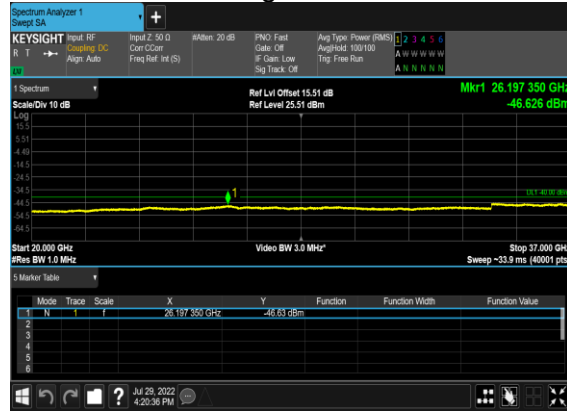 Spectrum Analyzer 1
Swept SA
+
KEYSIGHT Input: RF Input Z: 50 Ω #Atten: 20 dB PNO: Fast Avg Type: Power (RMS) 1 2 3 4 5 6
R T Coupling: DC Corr CCorr Gate: Off Avg|Hold: 100/100 A W W W W W
Align: Auto Freq Ref: Int (S) IF Gain: Low Trig: Free Run
Sig Track: Off A N N N N N
1 Spectrum Ref Lvl Offset 15.51 dB Mkr1 26.197 350 GHz
Scale/Div 10 dB Ref Level 25.51 dBm -46.626 dBm
Log
15.5
5.51
-4.49
-14.5
-24.5
-34.5 1 DL1 -40.00 dBm
-44.5
-54.5
-64.5
Start 20.000 GHz Video BW 3.0 MHz* Stop 37.000 GHz
#Res BW 1.0 MHz Sweep ~33.9 ms (40001 pts)
5 Marker Table
Mode Trace Scale X Y Function Function Width Function Value
1 N 1 f 26.197 350 GHz -46.63 dBm
2
3
4
5
6
? Jul 29, 2022
4:20:36 PM